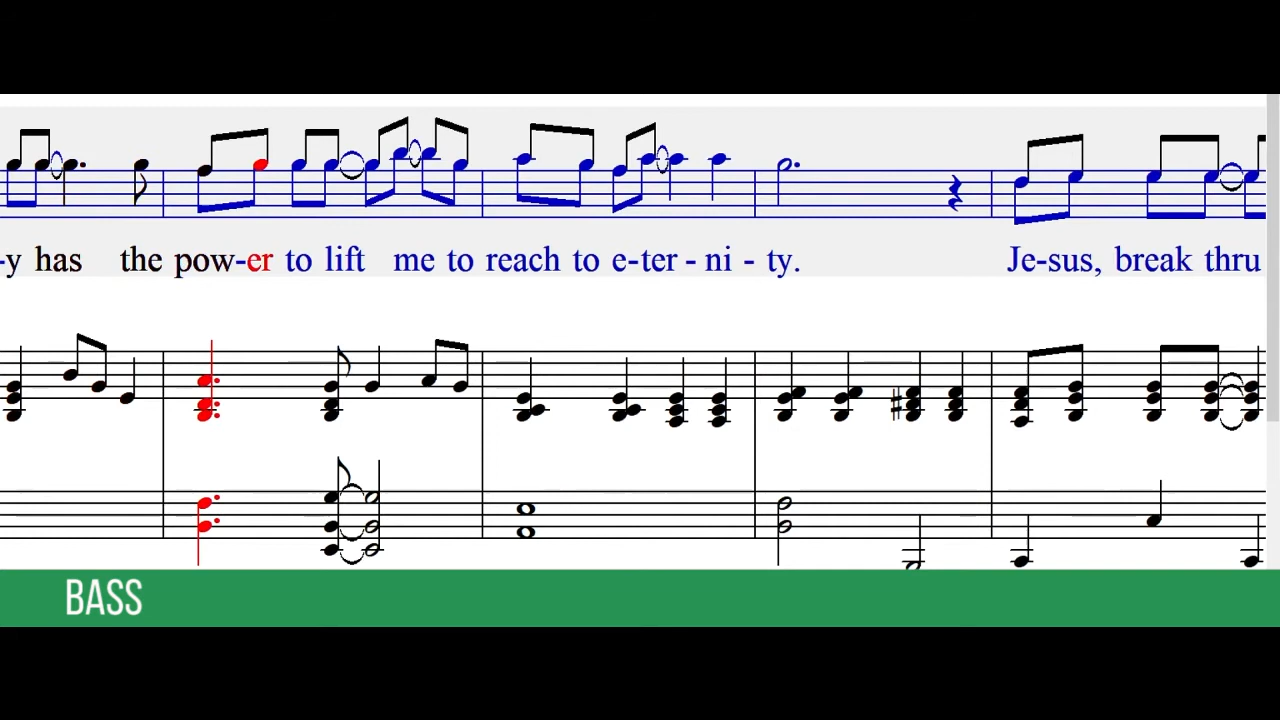 -y has the pow-er to lift me to reach to e-ter - ni - ty. Je-sus, break thru
BASS